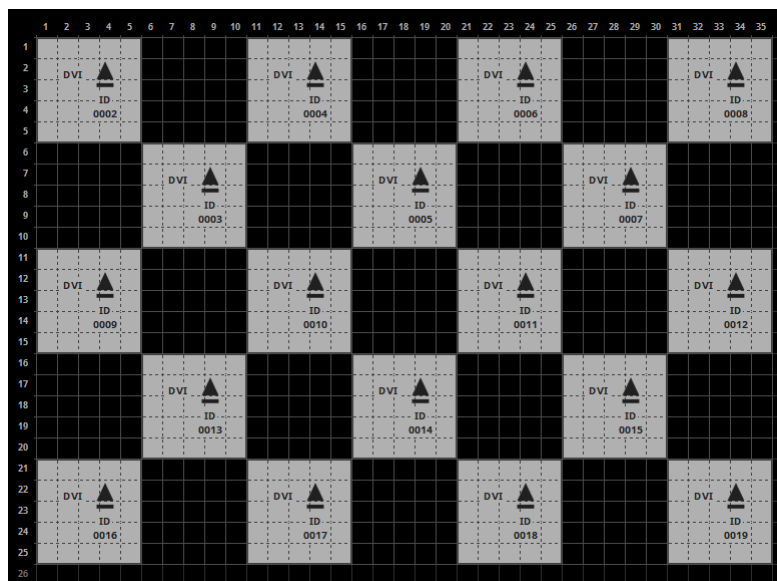 1 2 3 4 5 6 7 8 9 10 11 12 13 14 15 16 17 18 19 20 21 22 23 24 25 26 27 28 29 30 31 32 33 34 35
1
2 DVI DVI DVI DVI
3
ID ID ID ID
4 0002 0004 0006 0008
5
6
7 DVI DVI DVI
8
ID ID ID
9 0003 0005 0007
10
11
12 DVI DVI DVI DVI
13
ID ID ID ID
14 0009 0010 0011 0012
15
16
17 DVI DVI DVI
18
ID ID ID
19 0013 0014 0015
20
21
22 DVI DVI DVI DVI
23
ID ID ID ID
24 0016 0017 0018 0019
25
26